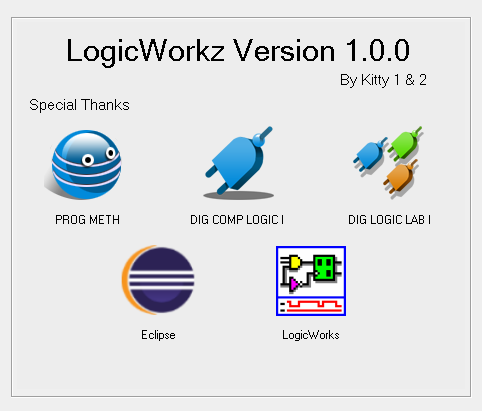 LogicWorkz Version 1.0.0
By Kitty 1 & 2
Special Thanks
PROG METH
DIG COMP LOGIC I
DIG LOGIC LAB I
Eclipse
LogicWorks